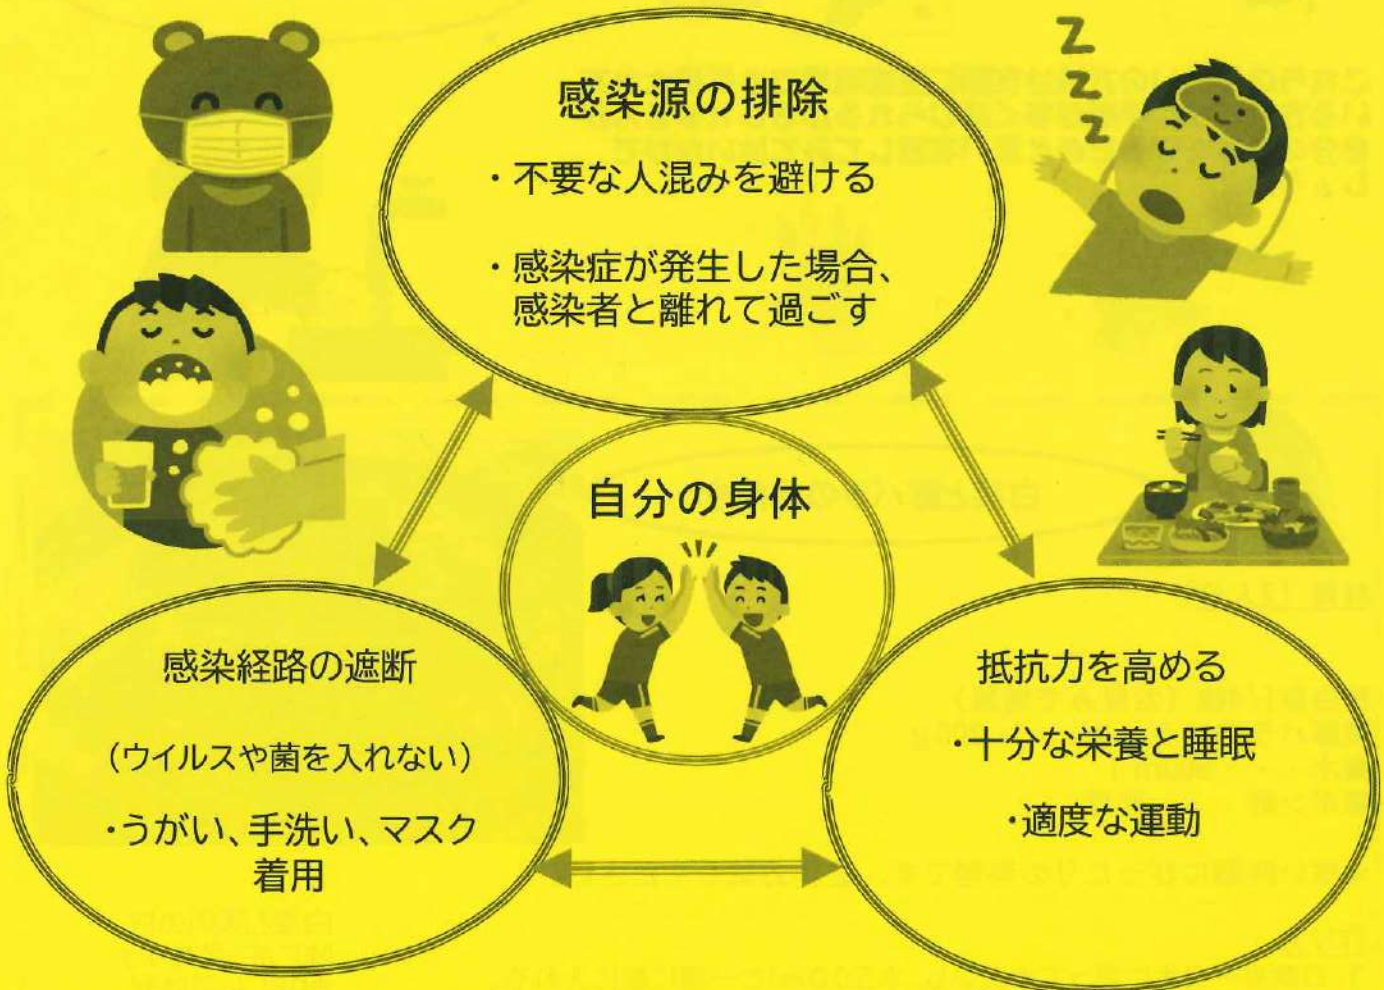 感染源の排除
・不要な人混みを避ける
・感染症が発生した場合、
感染者と離れて過ごす
Z
Z
Z
自分の身体
感染経路の遮断
（ウイルスや菌を入れない）
・うがい、手洗い、マスク
着用
抵抗力を高める
・十分な栄養と睡眠
・適度な運動